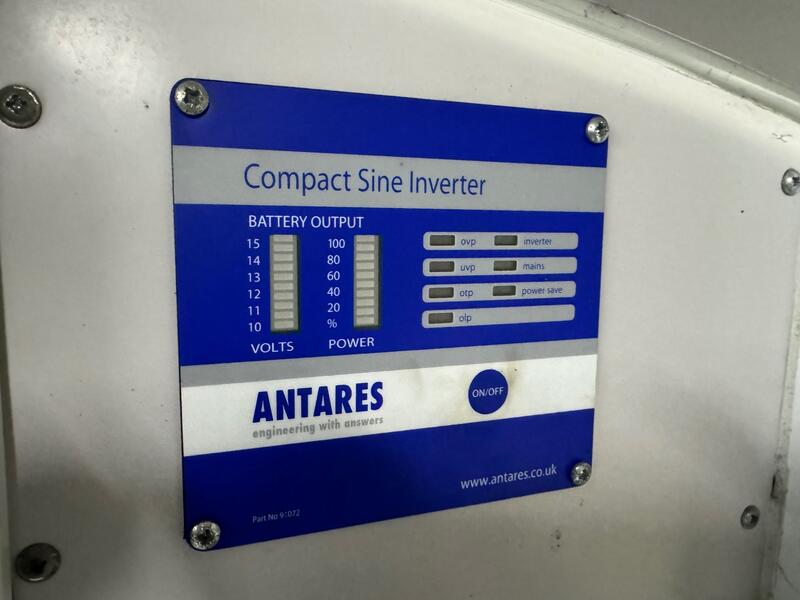 Compact Sine Inverter
BATTERY OUTPUT
15 100
14 80
13 60
12 40
11 20
10 %
VOLTS POWER
ovp inverter
uvp mains
otp power save
olp
ANTARES
engineering with answers
ON/OFF
www.antares.co.uk
Part No 91072